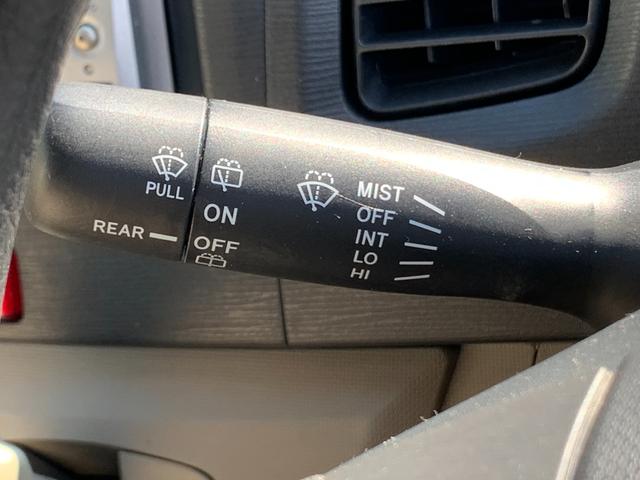 PULL
REAR
ON
OFF
MIST
OFF
INT
LO
HI